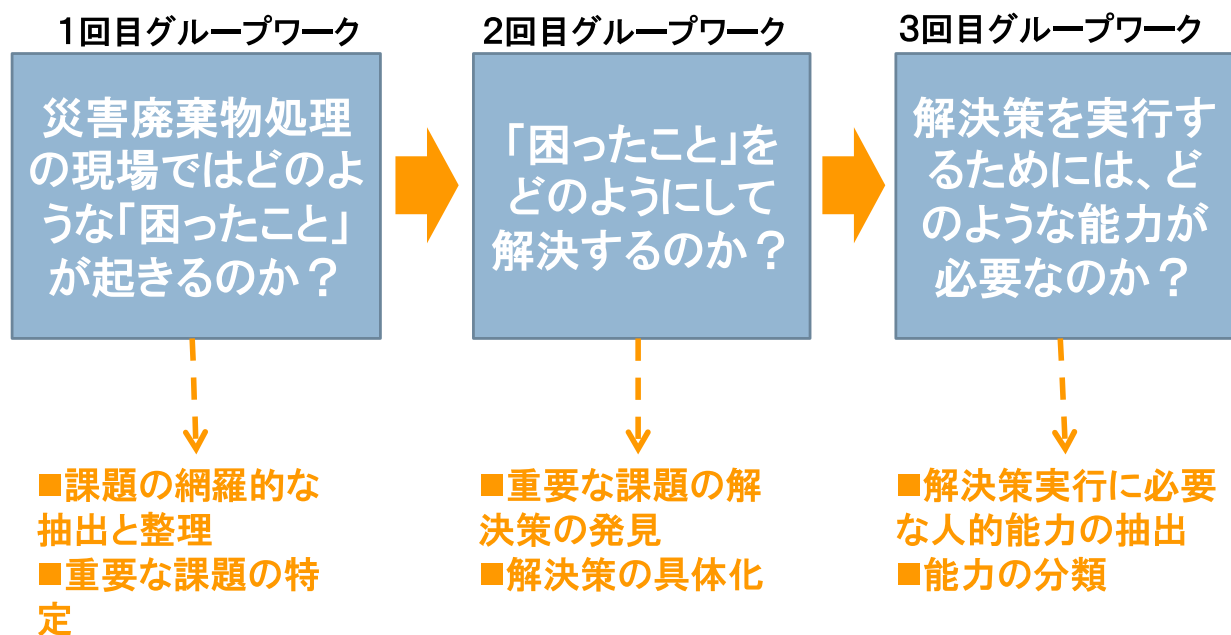 1回目グループワーク
災害廃棄物処理
の現場ではどのよ
うな「困ったこと」
が起きるのか？
■課題の網羅的な
抽出と整理
■重要な課題の特
定
2回目グループワーク
「困ったこと」を
どのようにして
解決するのか？
■重要な課題の解
決策の発見
■解決策の具体化
3回目グループワーク
解決策を実行す
るためには、ど
のような能力が
必要なのか？
■解決策実行に必要
な人的能力の抽出
■能力の分類